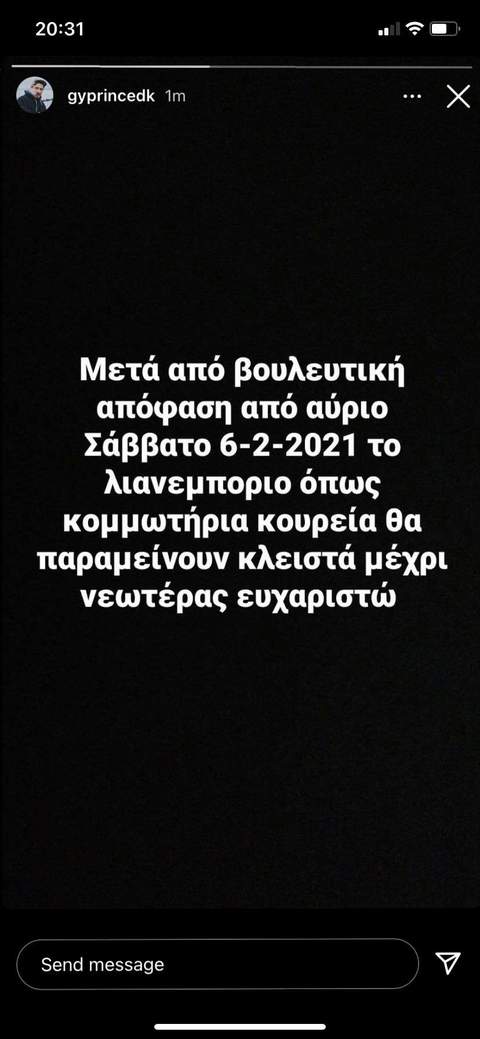 20:31
gyprincedk 1m
Μετά από βουλευτική
απόφαση από αύριο
Σάββατο 6-2-2021 το
λιανεμποριο όπως
κομμωτήρια κουρεία θα
παραμείνουν κλειστά μέχρι
νεωτέρας ευχαριστώ
Send message